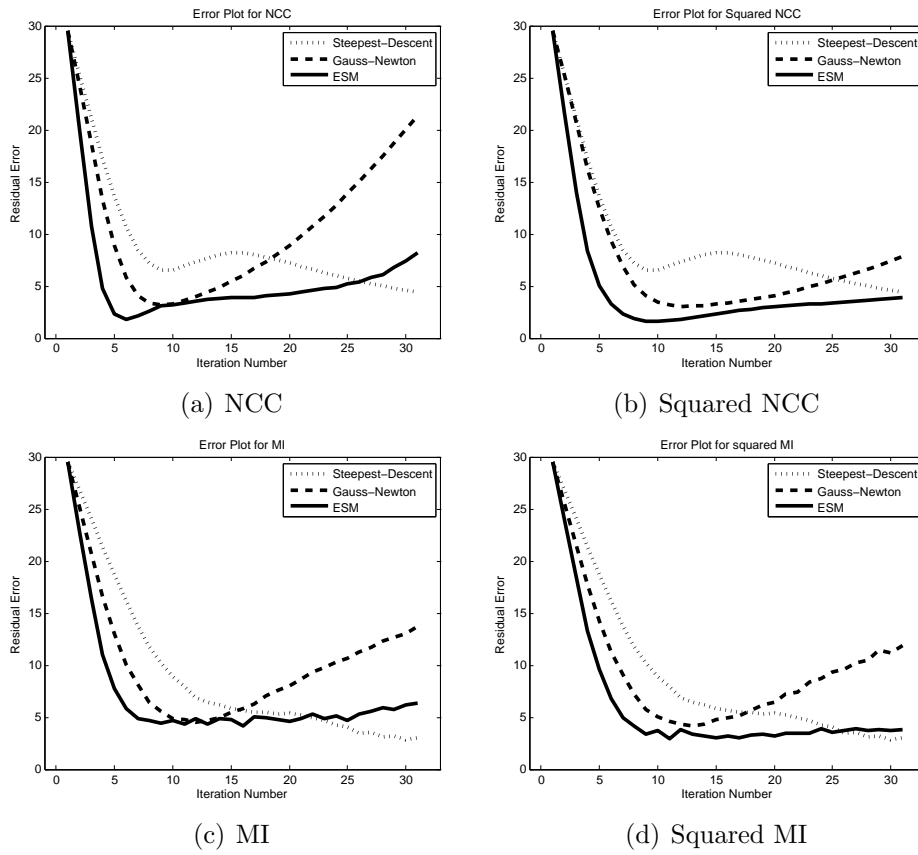 Error Plot for NCC
30
25
20
15
10
5
0
Residual Error
0 5 10 15 20 25 30
Iteration Number
Steepest-Descent
Gauss-Newton
ESM
(a) NCC
Error Plot for Squared NCC
30
25
20
15
10
5
0
Residual Error
0 5 10 15 20 25 30
Iteration Number
Steepest-Descent
Gauss-Newton
ESM
(b) Squared NCC
Error Plot for MI
30
25
20
15
10
5
0
Residual Error
0 5 10 15 20 25 30
Iteration Number
Steepest-Descent
Gauss-Newton
ESM
(c) MI
Error Plot for squared MI
30
25
20
15
10
5
0
Residual Error
0 5 10 15 20 25 30
Iteration Number
Steepest-Descent
Gauss-Newton
ESM
(d) Squared MI